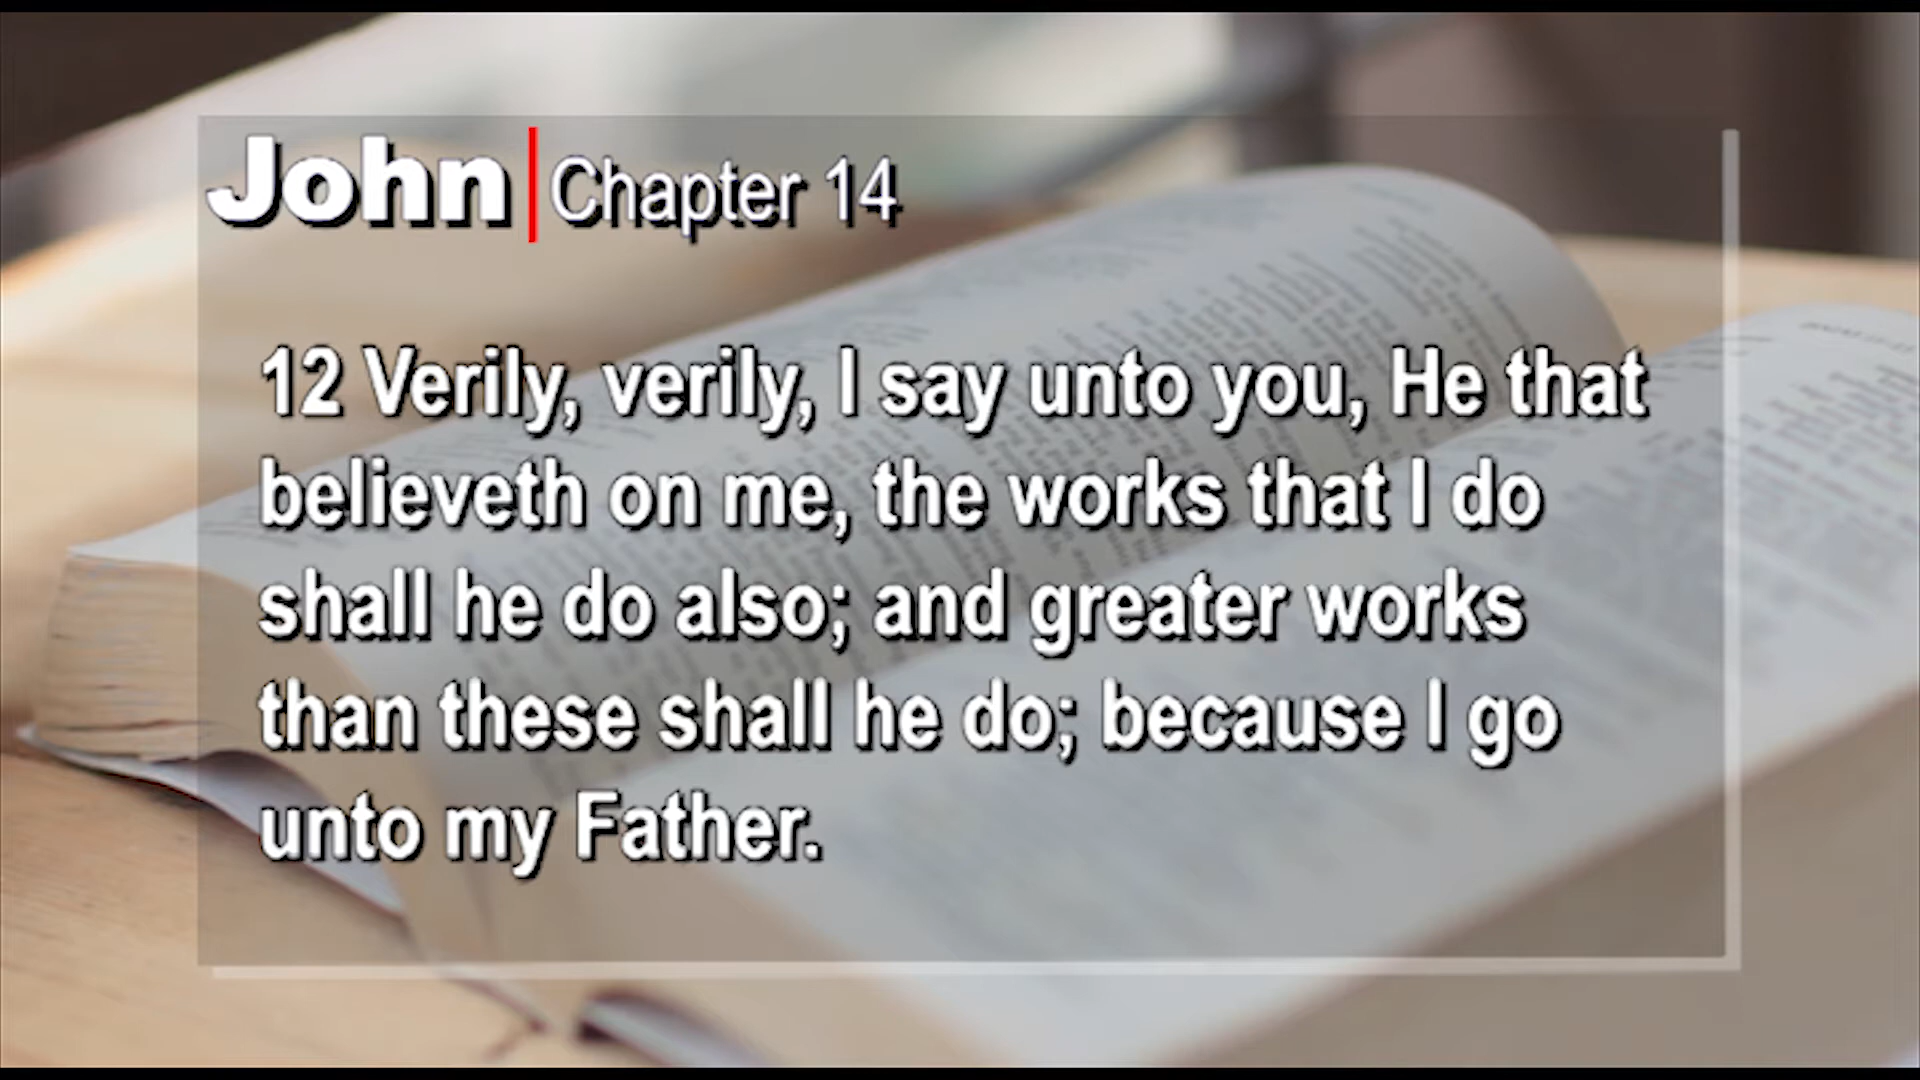 John | Chapter 14
12 Verily, verily, I say unto you, He that
believeth on me, the works that I do
shall he do also; and greater works
than these shall he do; because I go
unto my Father.